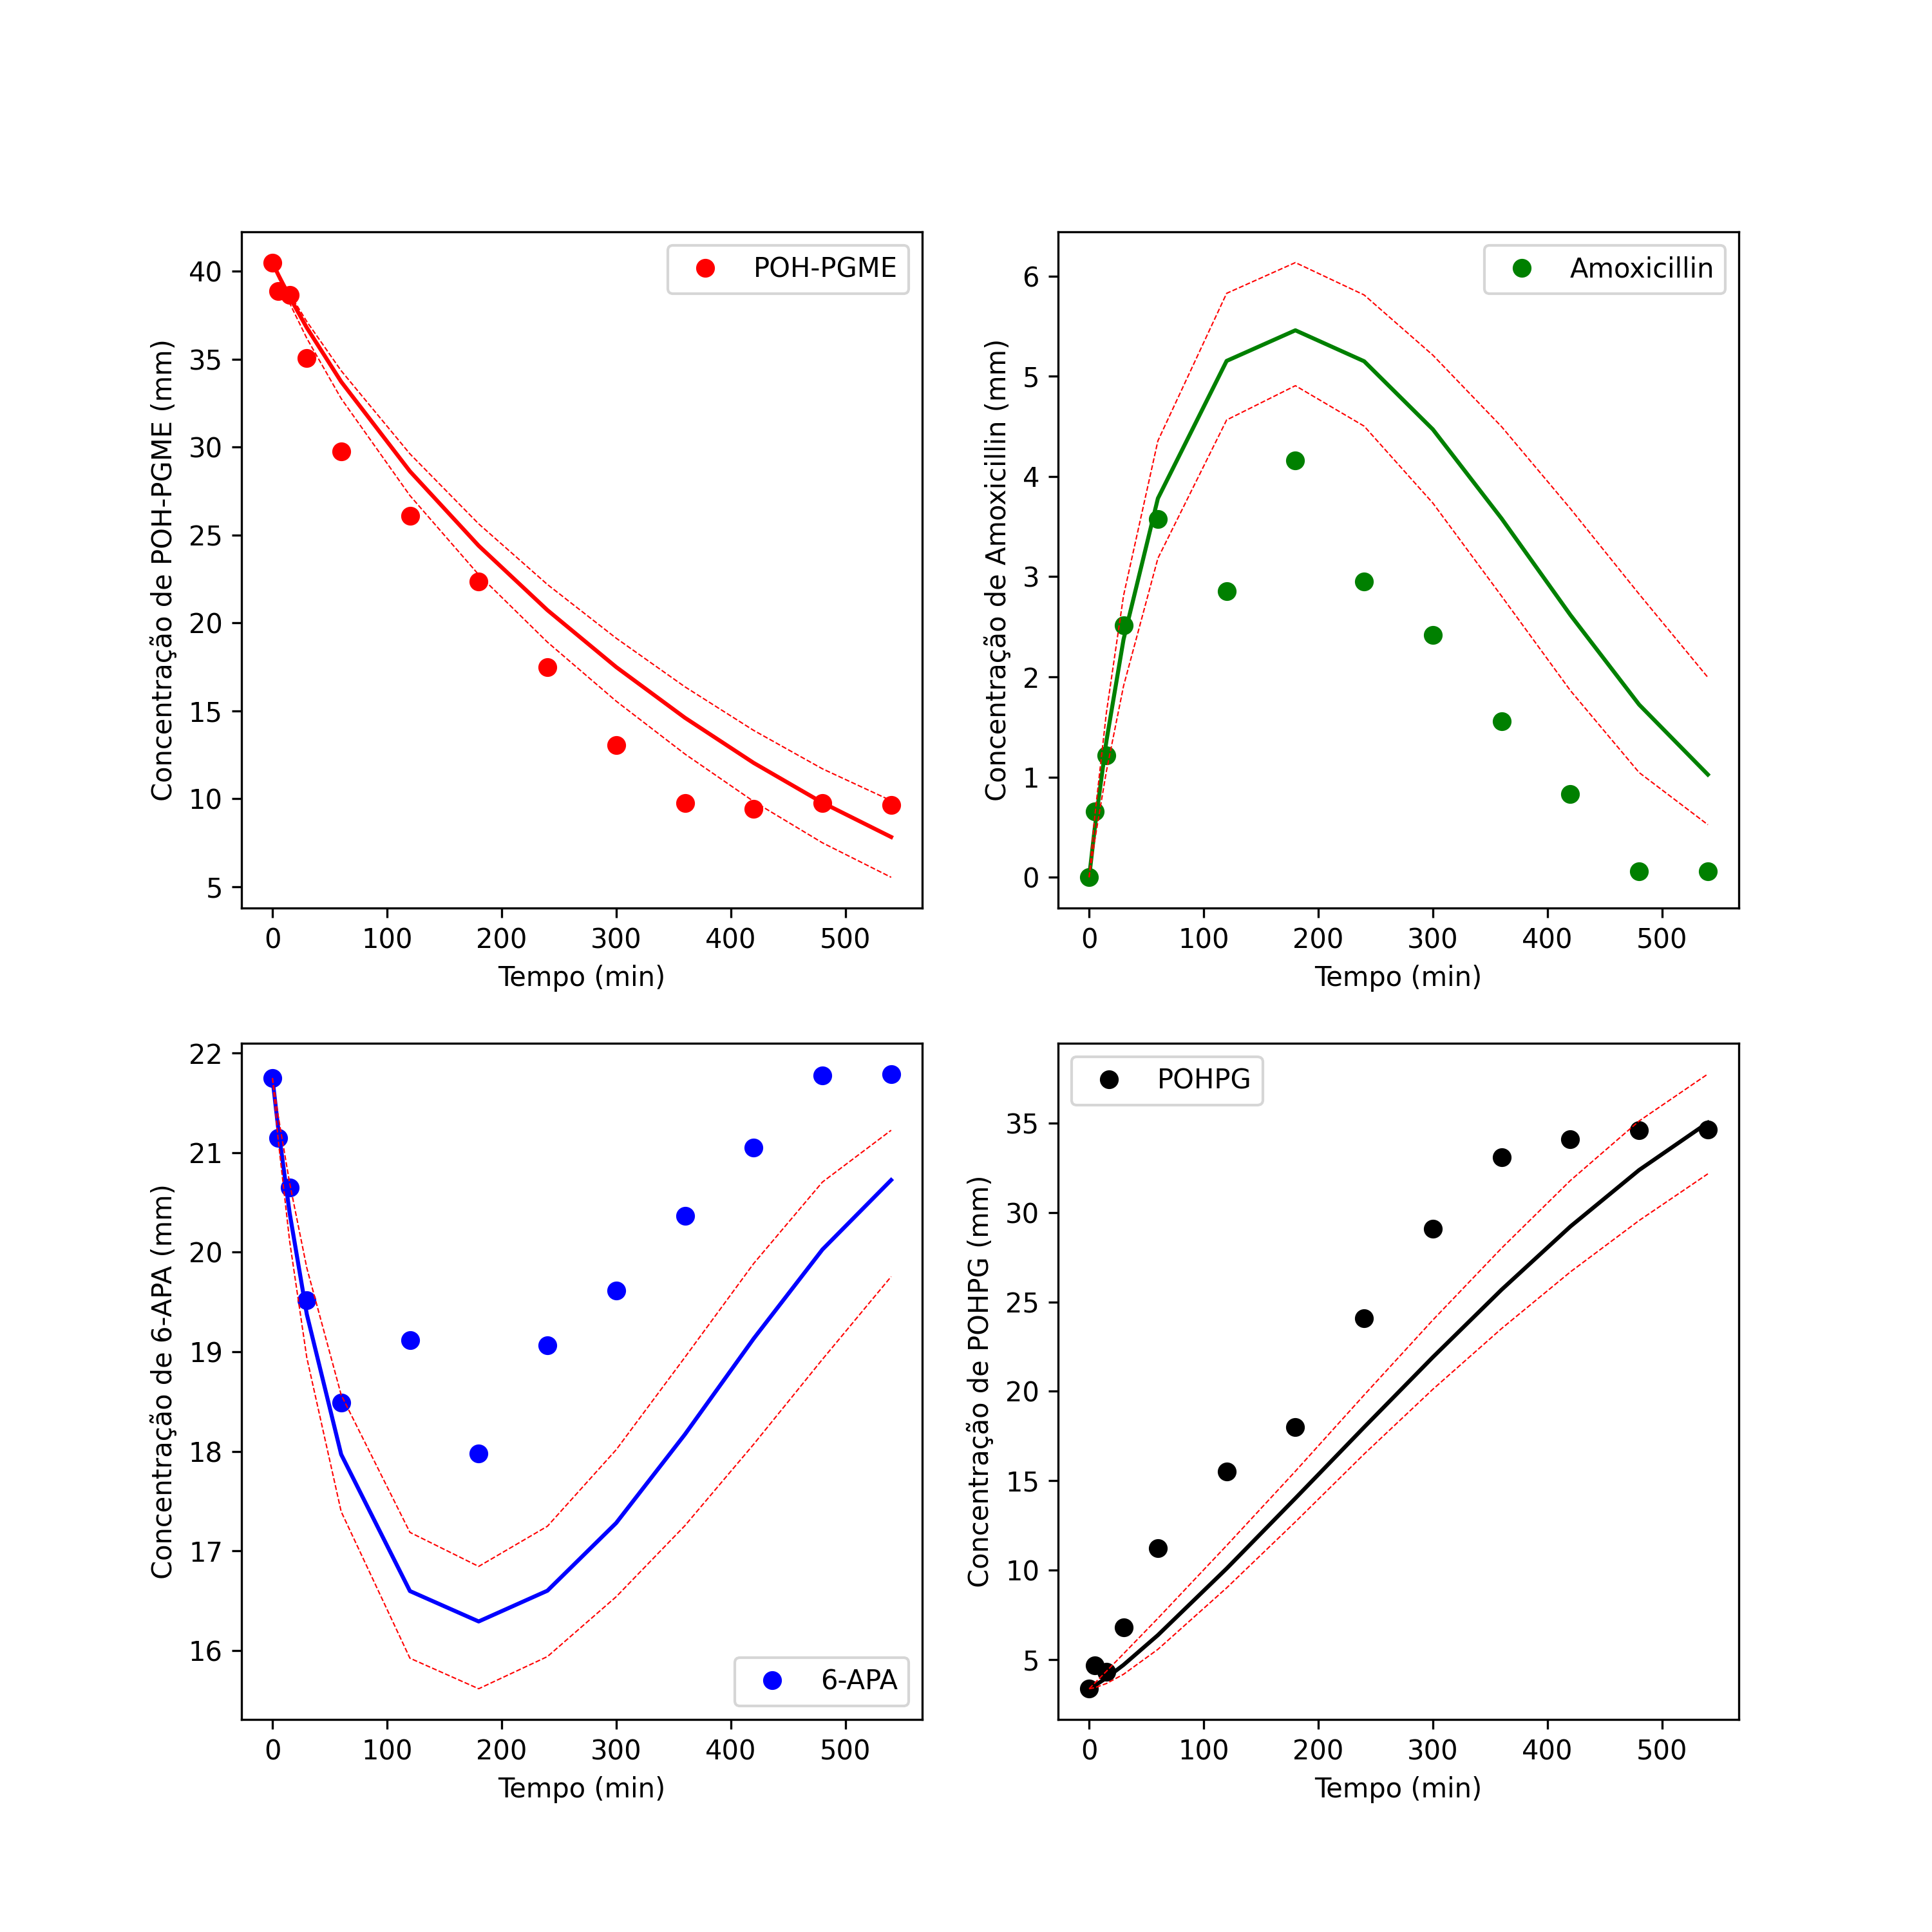 POH-PGME
40
35
30
25
20
15
10
5
Concentração de POH-PGME (mm)
0 100 200 300 400 500
Tempo (min)
Amoxicillin
6
5
4
3
2
1
0
Concentração de Amoxicillin (mm)
0 100 200 300 400 500
Tempo (min)
22
21
20
19
18
17
16
Concentração de 6-APA (mm)
6-APA
0 100 200 300 400 500
Tempo (min)
POHPG
35
30
25
20
15
10
5
Concentração de POHPG (mm)
0 100 200 300 400 500
Tempo (min)